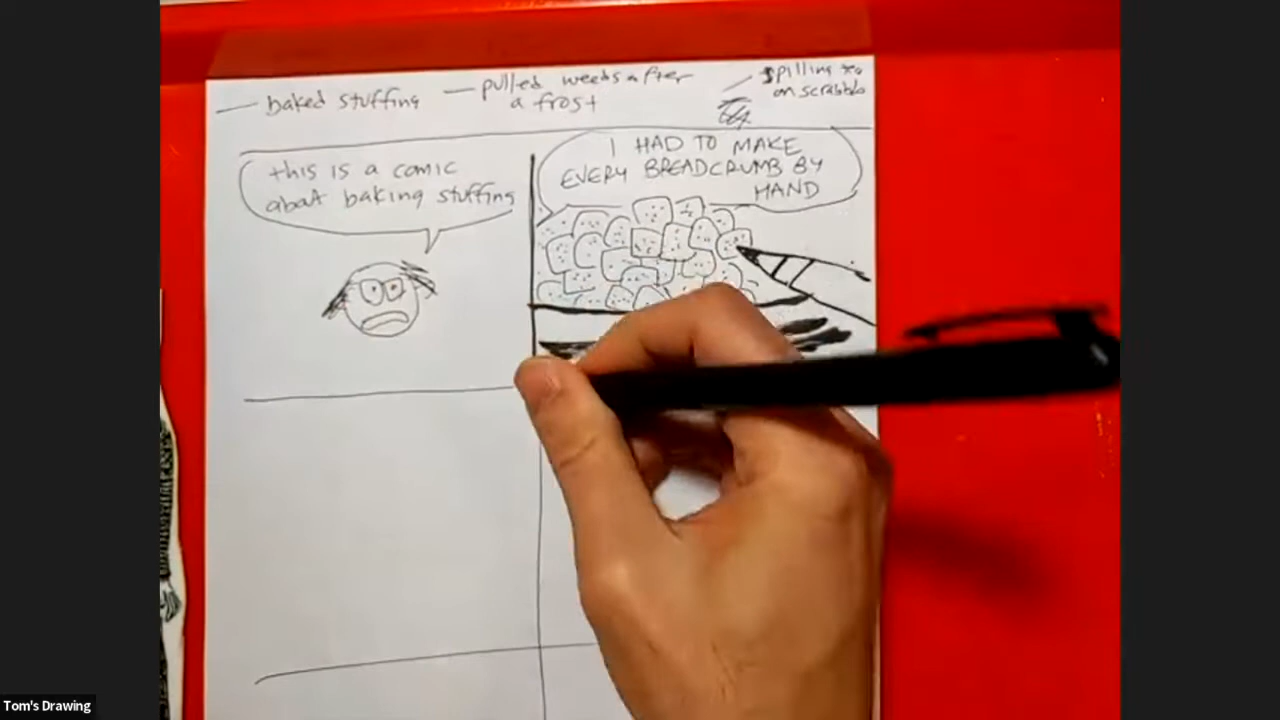 — baked stuffing
— pulled weeds after
a frost
— spilling
on scrabble
this is a comic
about baking stuffing
I HAD TO MAKE
EVERY BREADCRUMB BY
HAND
Tom's Drawing